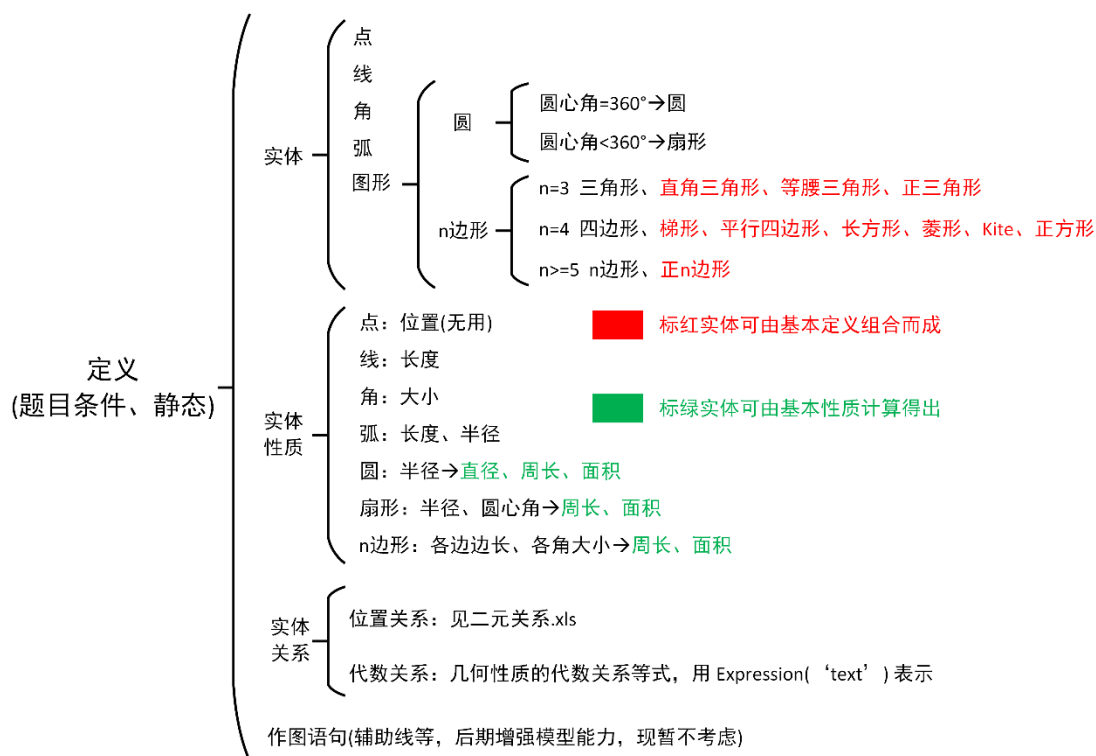 定义
(题目条件、静态)
实体
点
线
角
弧
图形
圆
圆心角=360°→圆
圆心角<360°→扇形
n边形
n=3 三角形、直角三角形、等腰三角形、正三角形
n=4 四边形、梯形、平行四边形、长方形、菱形、Kite、正方形
n>=5 n边形、正n边形
实体
性质
点：位置(无用)
线：长度
角：大小
弧：长度、半径
圆：半径→直径、周长、面积
扇形：半径、圆心角→周长、面积
n边形：各边边长、各角大小→周长、面积
标红实体可由基本定义组合而成
标绿实体可由基本性质计算得出
实体
关系
位置关系：见二元关系.xls
代数关系：几何性质的代数关系等式，用 Expression( ‘text’ ) 表示
作图语句(辅助线等，后期增强模型能力，现暂不考虑)